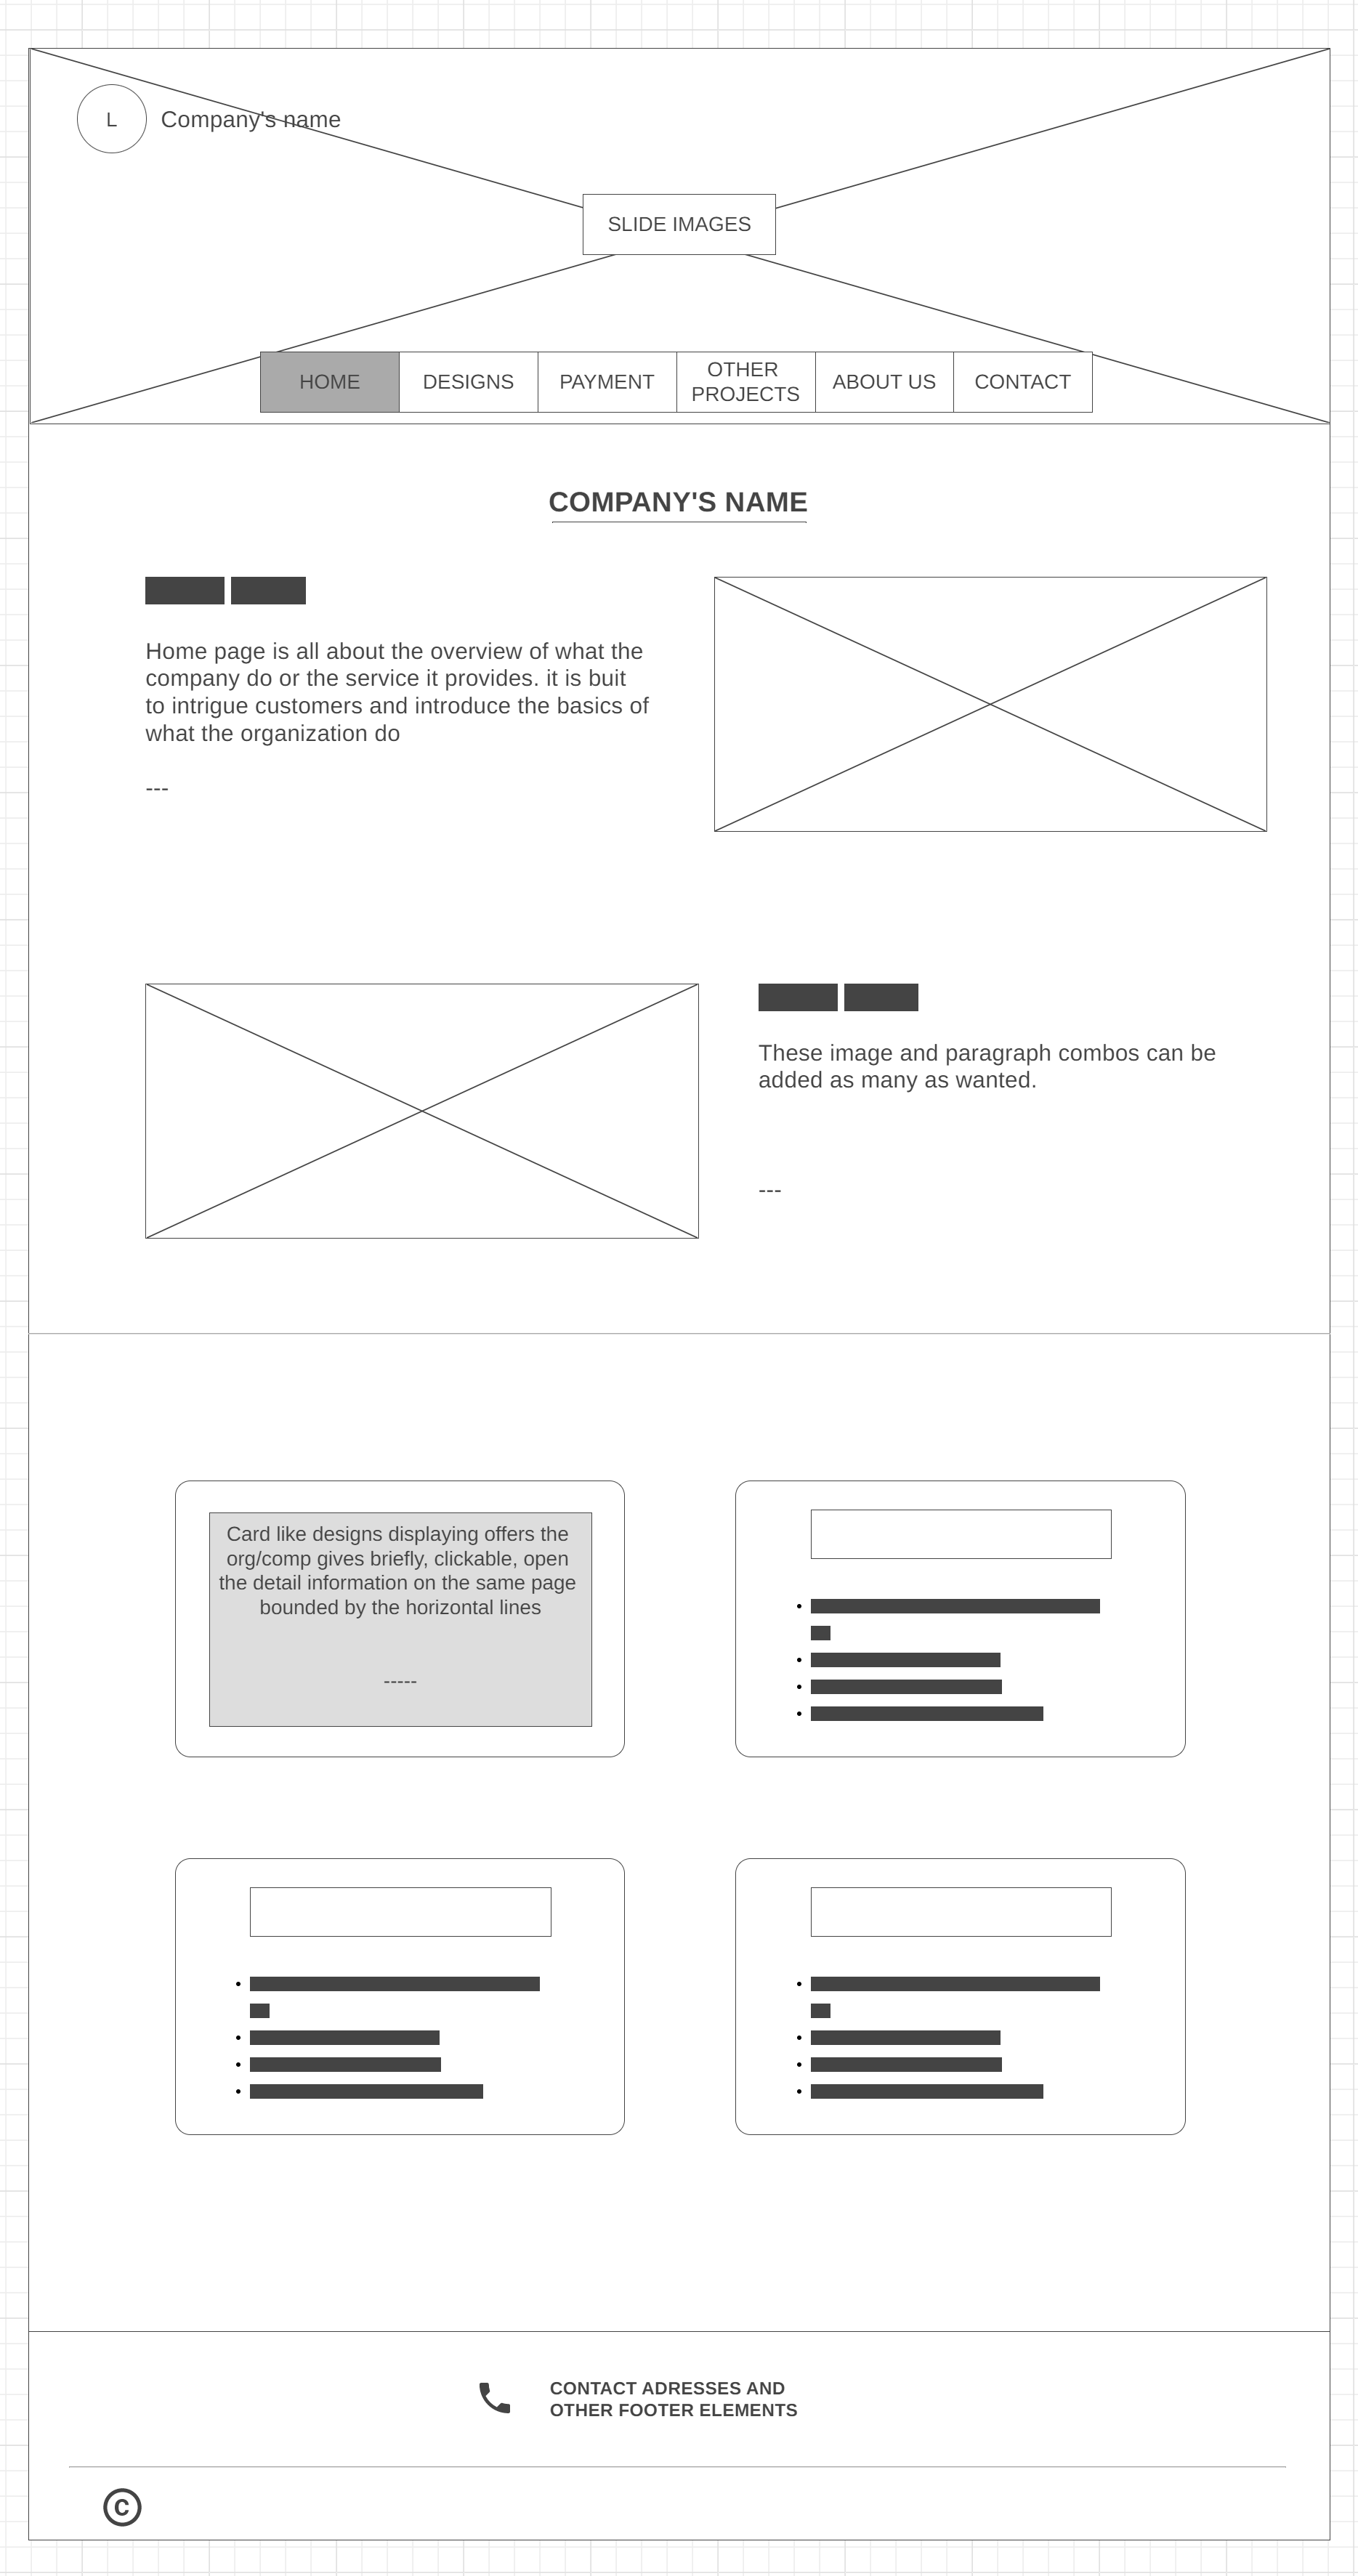 L
Company's name
SLIDE IMAGES
HOME
DESIGNS
PAYMENT
OTHER
PROJECTS
ABOUT US
CONTACT
COMPANY'S NAME
Home page is all about the overview of what the
company do or the service it provides. it is buit
to intrigue customers and introduce the basics of
what the organization do
---
These image and paragraph combos can be
added as many as wanted.
---
Card like designs displaying offers the
org/comp gives briefly, clickable, open
the detail information on the same page
bounded by the horizontal lines
-----
CONTACT ADRESSES AND
OTHER FOOTER ELEMENTS
©